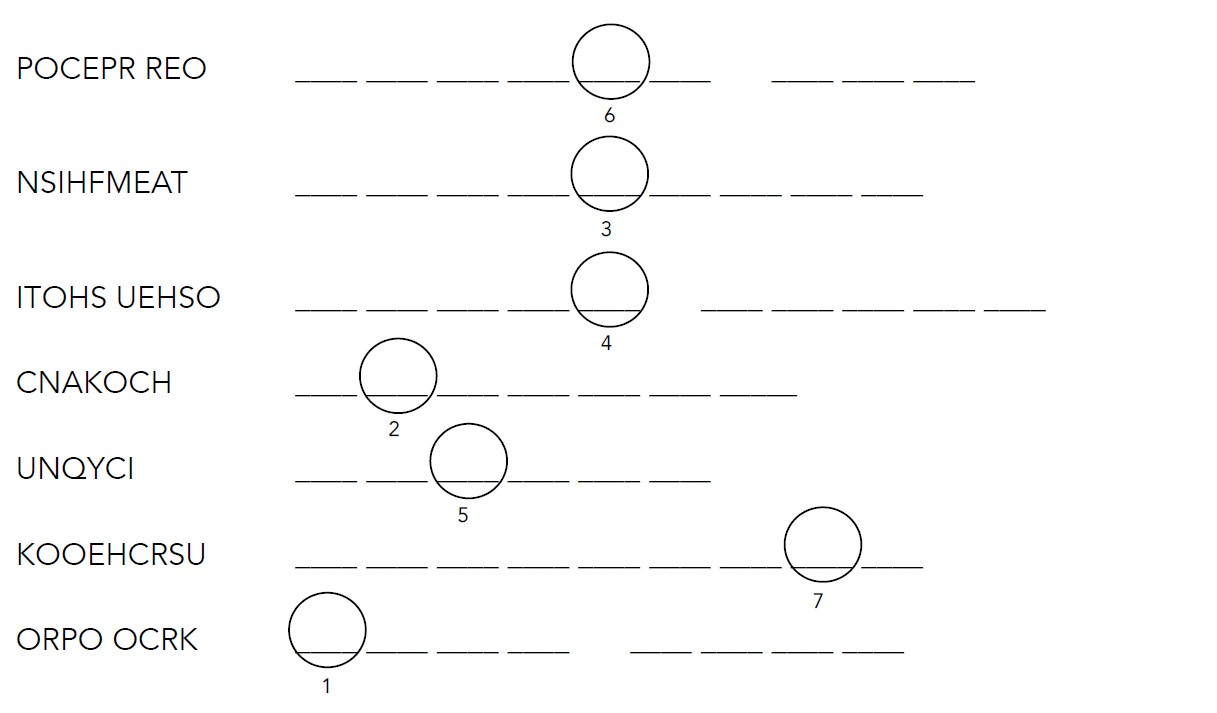 POCEPR REO
6
NSIHFMEAT
3
ITOHS UEHSO
4
CNAKOCH
2
UNQYCI
5
KOOEHCRSU
7
ORPO OCRK
1